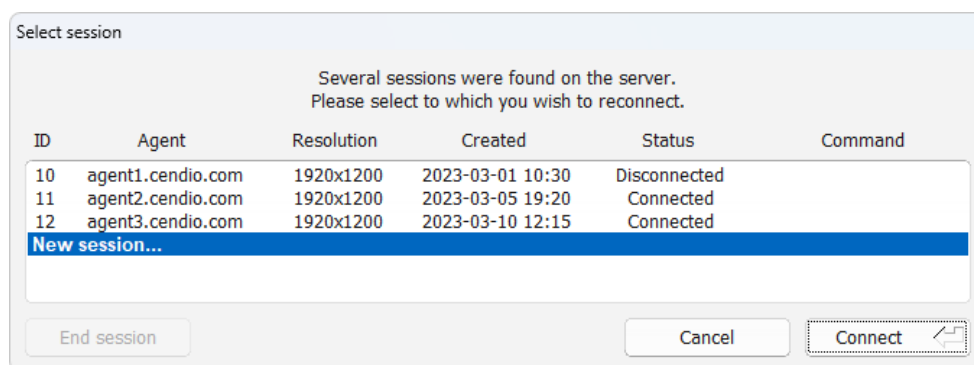 Select session
Several sessions were found on the server.
Please select to which you wish to reconnect.
ID Agent Resolution Created Status Command
10 agent1.cendio.com 1920x1200 2023-03-01 10:30 Disconnected
11 agent2.cendio.com 1920x1200 2023-03-05 19:20 Connected
12 agent3.cendio.com 1920x1200 2023-03-10 12:15 Connected
New session...
End session Cancel Connect